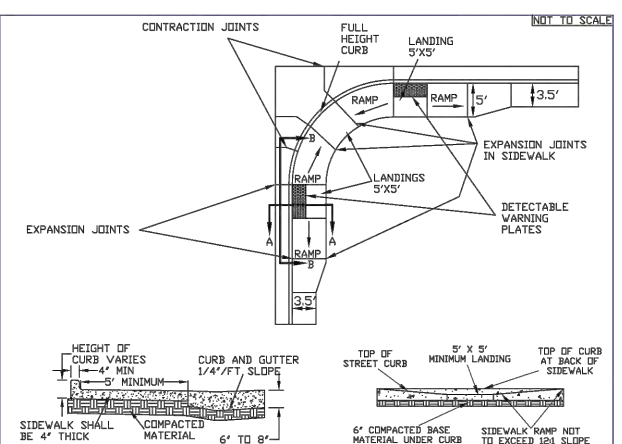 NOT TO SCALE
CONTRACTION JOINTS
FULL
HEIGHT
CURB
LANDING
5'X5'
RAMP
RAMP
5'
3.5'
B
EXPANSION JOINTS
IN SIDEWALK
RAMP
LANDINGS
5'X5'
DETECTABLE
WARNING
PLATES
EXPANSION JOINTS
A
A
RAMP
B
3.5'
HEIGHT OF
CURB VARIES
4" MIN
5' MINIMUM
CURB AND GUTTER
1/4"/FT. SLOPE
SIDEWALK SHALL
BE 4" THICK
COMPACTED
MATERIAL
6" TO 8"
TOP OF
STREET CURB
5' X 5'
MINIMUM LANDING
TOP OF CURB
AT BACK OF
SIDEWALK
6" COMPACTED BASE
MATERIAL UNDER CURB
SIDEWALK RAMP NOT
TO EXCEED 12:1 SLOPE